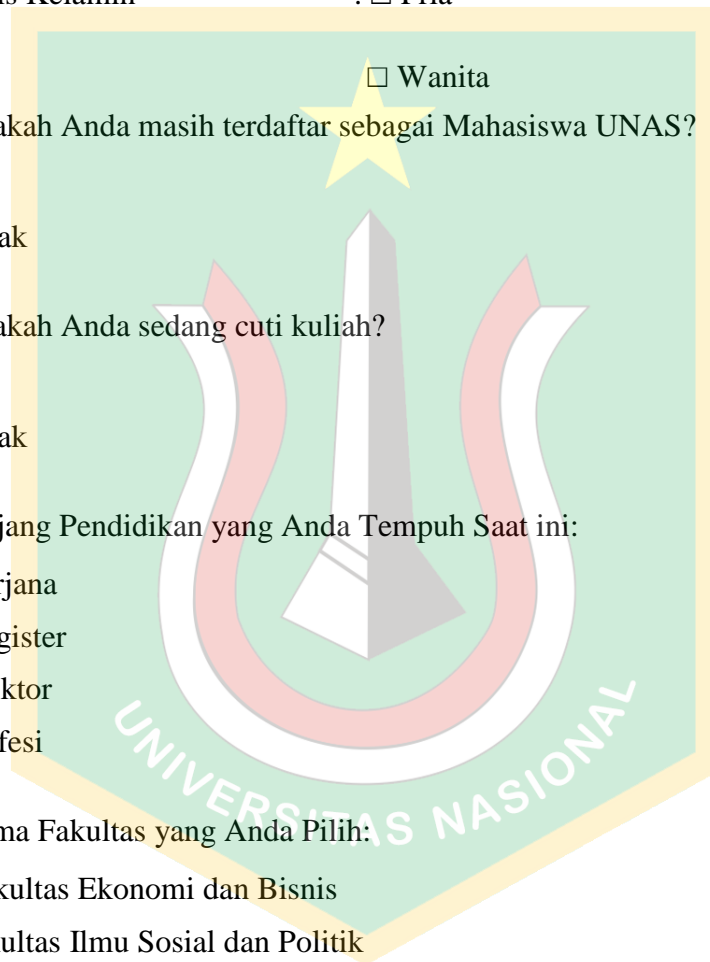 : □ Pria
□ Wanita
akah Anda masih terdaftar sebagai Mahasiswa UNAS?
ak
akah Anda sedang cuti kuliah?
ak
jang Pendidikan yang Anda Tempuh Saat ini:
rjana
gister
ktor
fesi
ma Fakultas yang Anda Pilih:
kultas Ekonomi dan Bisnis
kultas Ilmu Sosial dan Politik
UNIVERSITAS NASIONAL